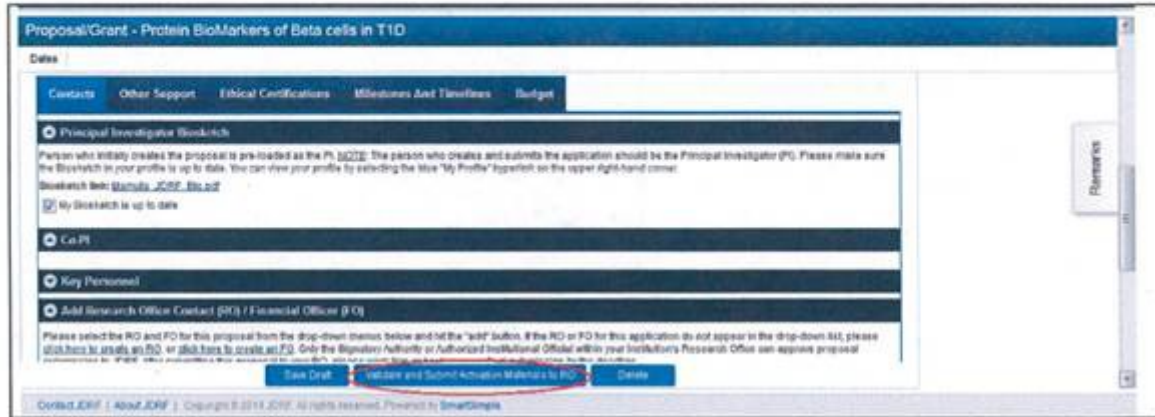 Proposal/Grant - Protein BioMarkers of Beta cells in T1D
Dates
Contacts Other Support Ethical Certifications Milestones And Timelines Budget
Principal Investigator Biosketch
Person who initially creates the proposal is pre-loaded as the PI. NOTE: The person who creates and submits the application should be the Principal Investigator (PI). Please make sure
the Biosketch in your profile is up to date. You can view your profile by selecting the blue "My Profile" hyperlink on the upper right-hand corner.
Biosketch link: JDRF Bio.pdf
My Biosketch is up to date
Co-PI
Key Personnel
Add Research Office Contact (RO) / Financial Officer (FO)
Please select the RO and FO for this proposal from the drop-down menus below and hit the "add" button. If the RO or FO for this application do not appear in the drop-down list, please
click here to create an RO, or click here to create an FO. Only the Signatory Authority or Authorized Institutional Official within your Institution's Research Office can approve proposal
Save Draft Validate and Submit Activation Materials to RO Delete
Contact JDRF | About JDRF | Copyright © 2014 JDRF. All rights reserved. Powered by SmartSimple
Remarks